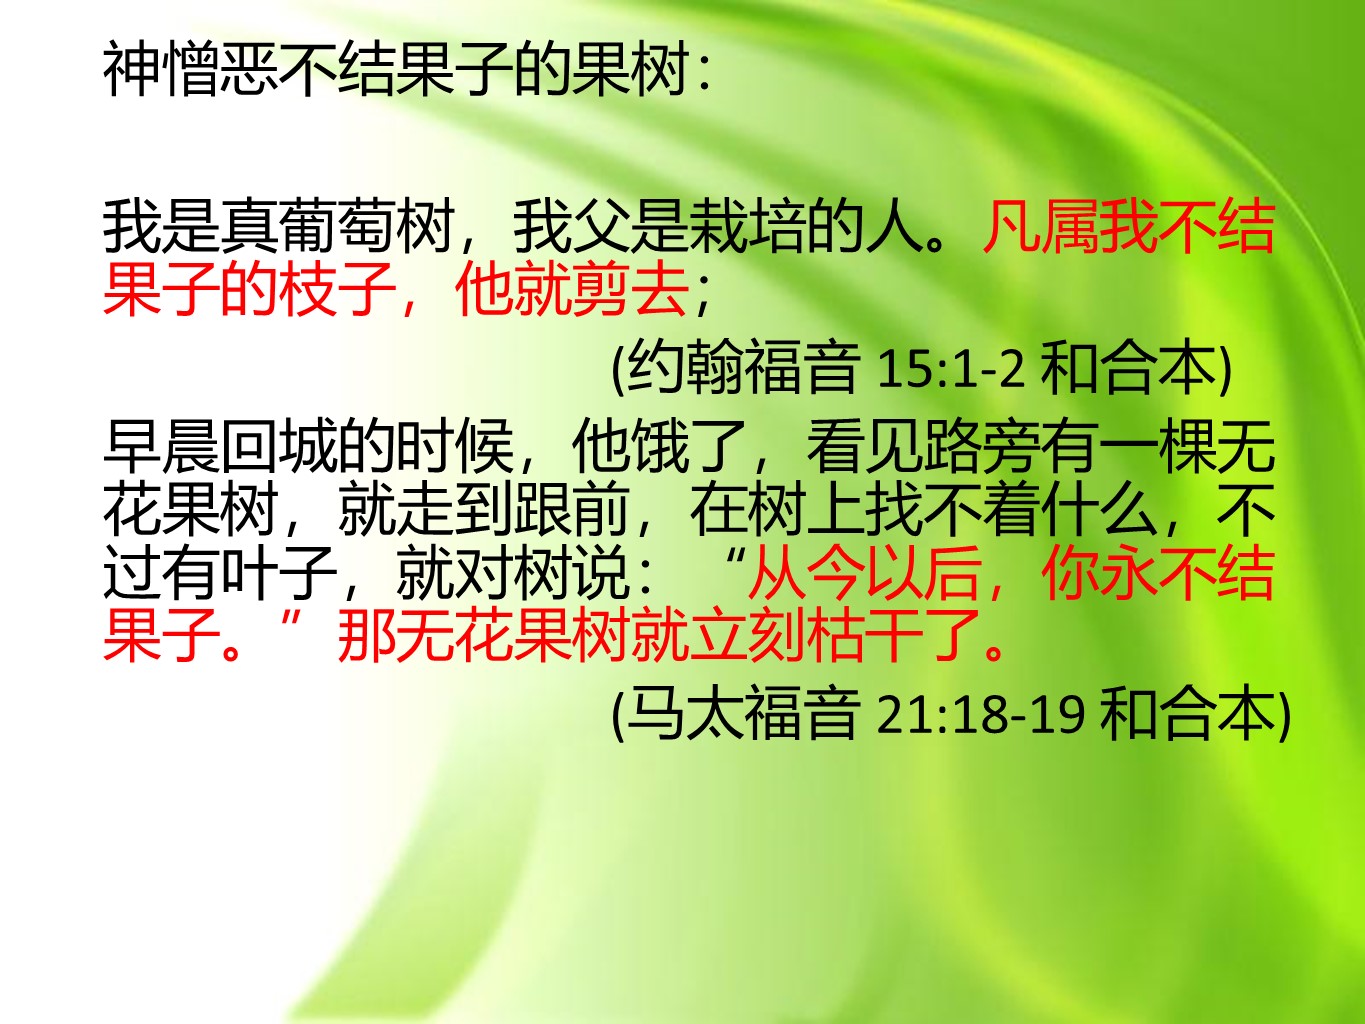 神憎恶不结果子的果树：
我是真葡萄树，我父是栽培的人。凡属我不结
果子的枝子，他就剪去；
(约翰福音 15:1-2 和合本)
早晨回城的时候，他饿了，看见路旁有一棵无
花果树，就走到跟前，在树上找不着什么，不
过有叶子，就对树说：“从今以后，你永不结
果子。”那无花果树就立刻枯干了。
(马太福音 21:18-19 和合本)